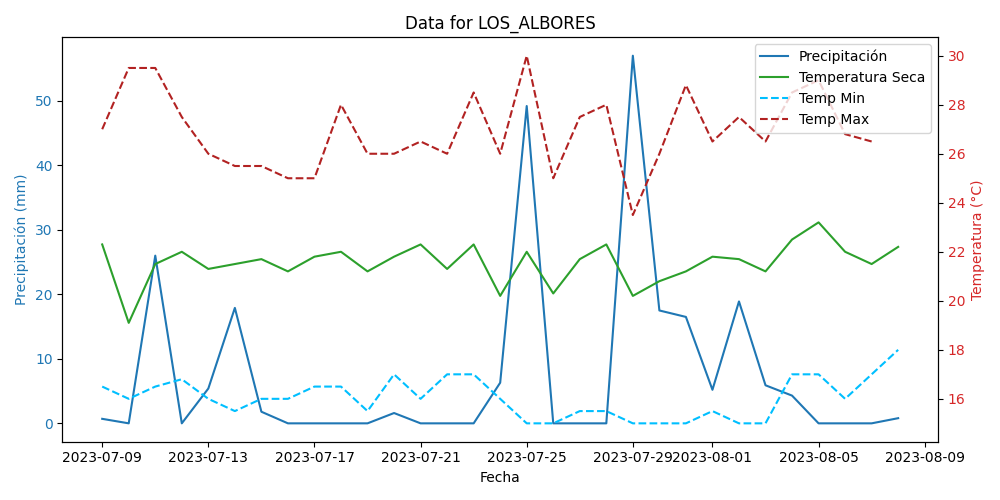 Data for LOS_ALBORES
Precipitación
Temperatura Seca
Temp Min
Temp Max
Precipitación (mm)
50
40
30
20
10
0
Temperatura (°C)
30
28
26
24
22
20
18
16
2023-07-09 2023-07-13 2023-07-17 2023-07-21 2023-07-25 2023-07-29 2023-08-01 2023-08-05 2023-08-09
Fecha